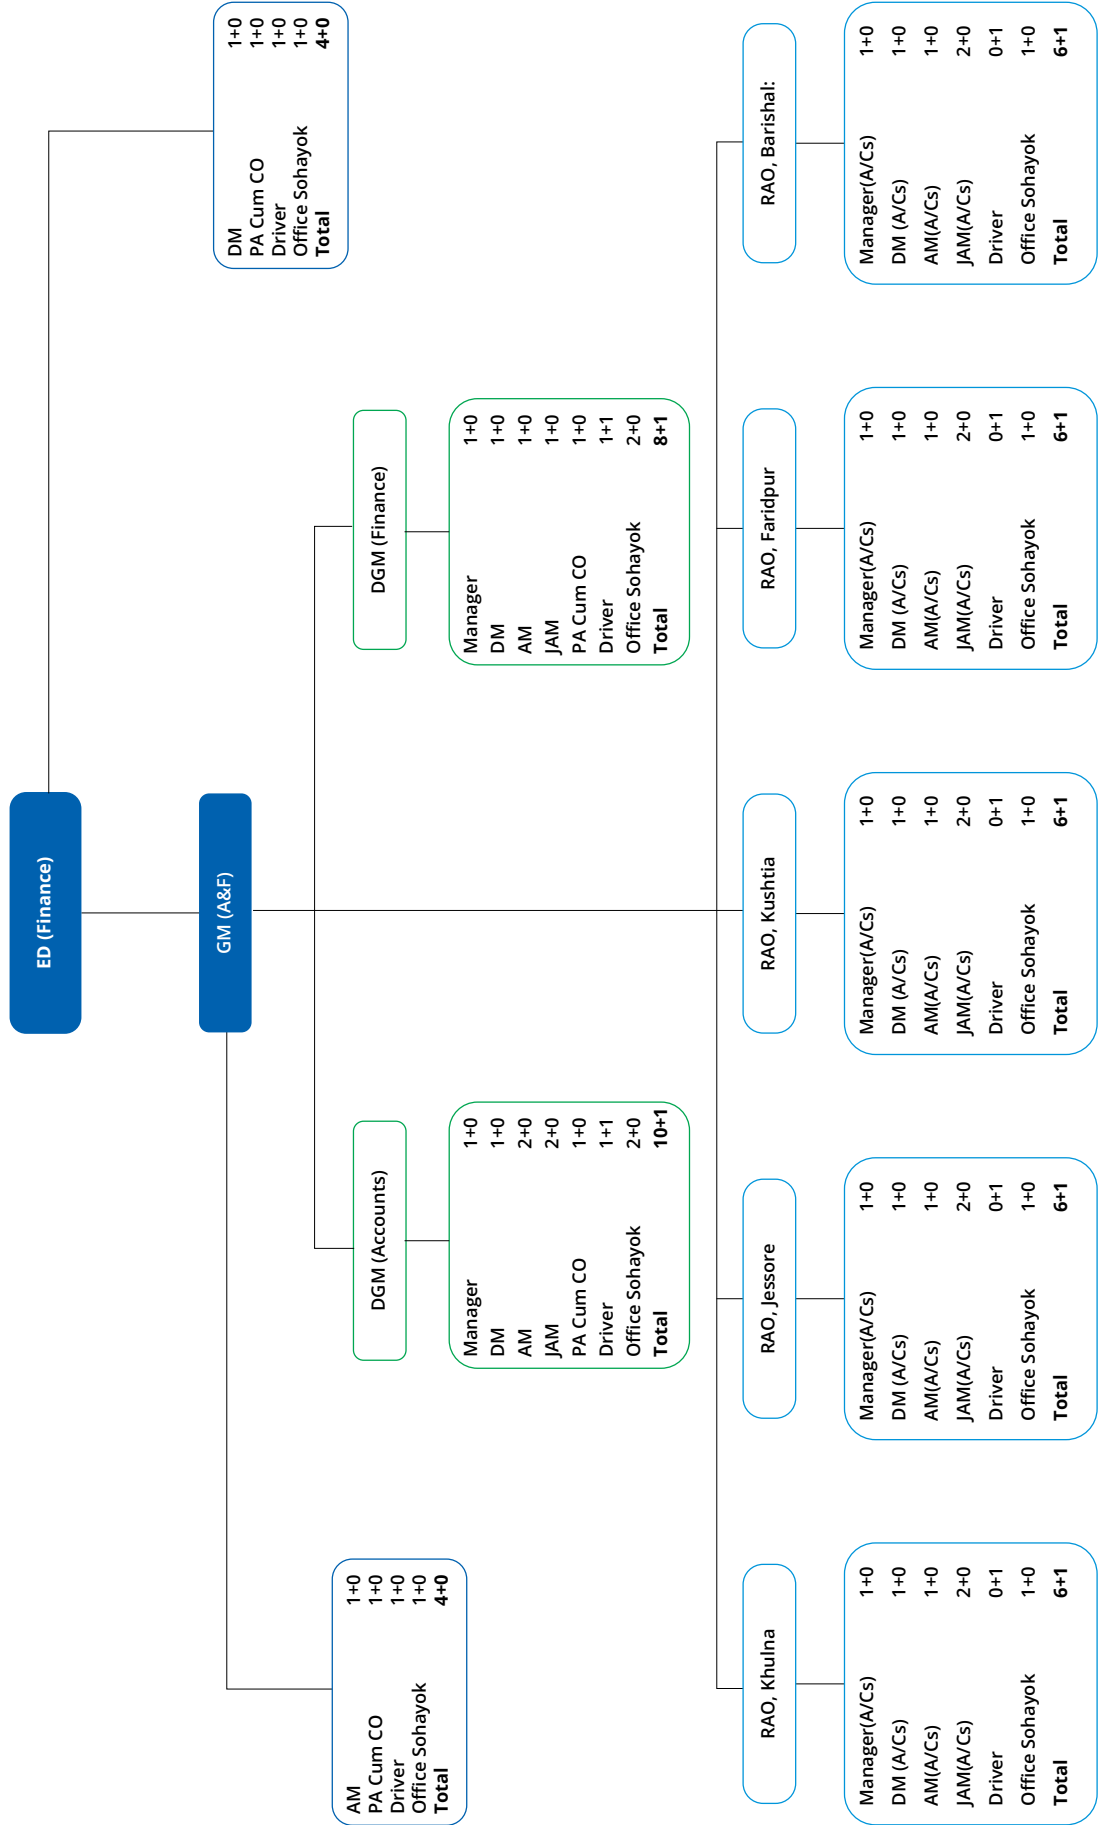 ED (Finance)
DM 1+0
PA Cum CO 1+0
Driver 1+0
Office Sohayok 1+0
Total 4+0
GM (A&F)
AM 1+0
PA Cum CO 1+0
Driver 1+0
Office Sohayok 1+0
Total 4+0
DGM (Accounts)
Manager 1+0
DM 1+0
AM 2+0
JAM 2+0
PA Cum CO 1+0
Driver 1+1
Office Sohayok 2+0
Total 10+1
DGM (Finance)
Manager 1+0
DM 1+0
AM 1+0
JAM 1+0
PA Cum CO 1+0
Driver 1+1
Office Sohayok 2+0
Total 8+1
RAO, Khulna
Manager(A/Cs) 1+0
DM (A/Cs) 1+0
AM(A/Cs) 1+0
JAM(A/Cs) 2+0
Driver 0+1
Office Sohayok 1+0
Total 6+1
RAO, Jessore
Manager(A/Cs) 1+0
DM (A/Cs) 1+0
AM(A/Cs) 1+0
JAM(A/Cs) 2+0
Driver 0+1
Office Sohayok 1+0
Total 6+1
RAO, Kushtia
Manager(A/Cs) 1+0
DM (A/Cs) 1+0
AM(A/Cs) 1+0
JAM(A/Cs) 2+0
Driver 0+1
Office Sohayok 1+0
Total 6+1
RAO, Faridpur
Manager(A/Cs) 1+0
DM (A/Cs) 1+0
AM(A/Cs) 1+0
JAM(A/Cs) 2+0
Driver 0+1
Office Sohayok 1+0
Total 6+1
RAO, Barishal:
Manager(A/Cs) 1+0
DM (A/Cs) 1+0
AM(A/Cs) 1+0
JAM(A/Cs) 2+0
Driver 0+1
Office Sohayok 1+0
Total 6+1